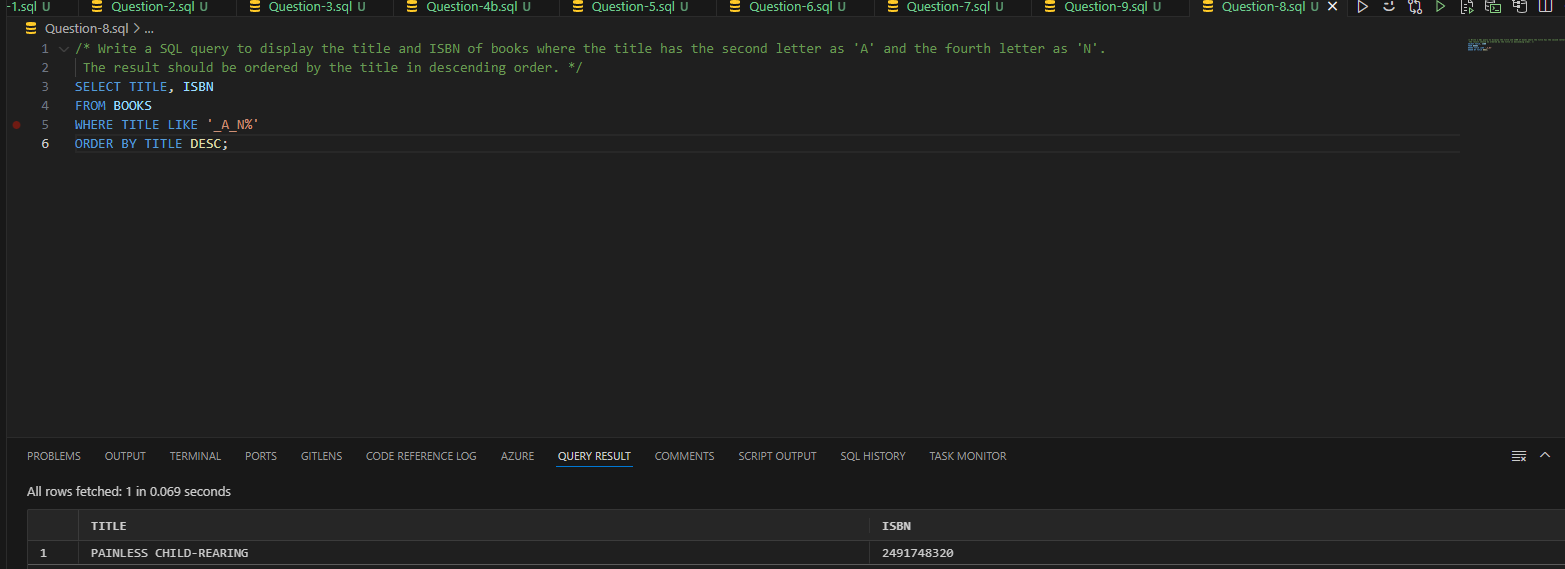 -1.sql U Question-2.sql U Question-3.sql U Question-4b.sql U Question-5.sql U Question-6.sql U Question-7.sql U Question-9.sql U Question-8.sql U
Question-8.sql > ...
1 /* Write a SQL query to display the title and ISBN of books where the title has the second letter as 'A' and the fourth letter as 'N'.
2 The result should be ordered by the title in descending order. */
3 SELECT TITLE, ISBN
4 FROM BOOKS
5 WHERE TITLE LIKE '_A_N%'
6 ORDER BY TITLE DESC;
PROBLEMS OUTPUT TERMINAL PORTS GITLENS CODE REFERENCE LOG AZURE QUERY RESULT COMMENTS SCRIPT OUTPUT SQL HISTORY TASK MONITOR
All rows fetched: 1 in 0.069 seconds
TITLE ISBN
1 PAINLESS CHILD-REARING 2491748320